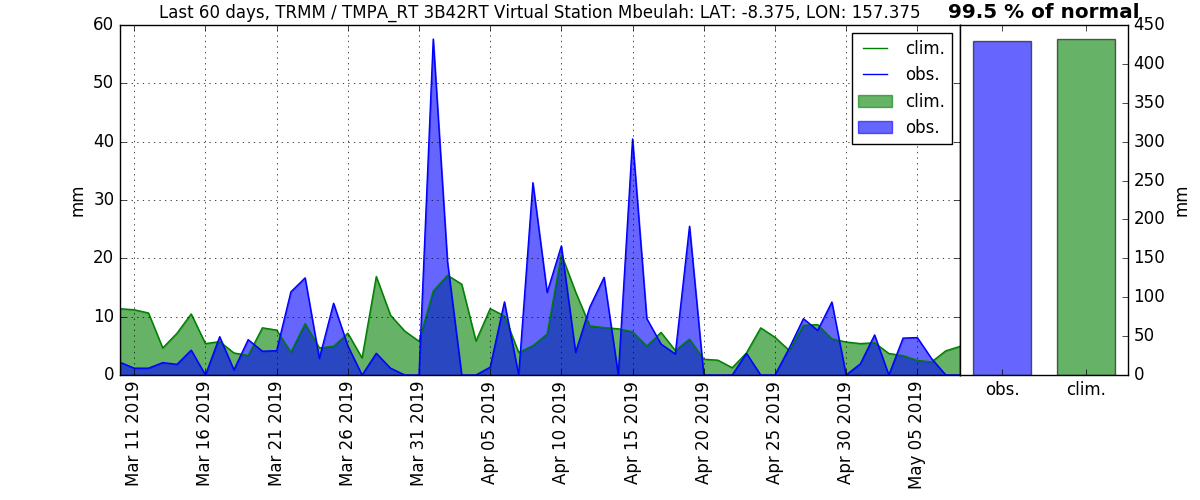 Last 60 days, TRMM / TMPA_RT 3B42RT Virtual Station Mbeulah: LAT: -8.375, LON: 157.375
99.5 % of normal
60
50
40
30
20
10
0
mm
clim.
obs.
clim.
obs.
450
400
350
300
250
200
150
100
50
0
mm
Mar 11 2019
Mar 16 2019
Mar 21 2019
Mar 26 2019
Mar 31 2019
Apr 05 2019
Apr 10 2019
Apr 15 2019
Apr 20 2019
Apr 25 2019
Apr 30 2019
May 05 2019
obs.
clim.